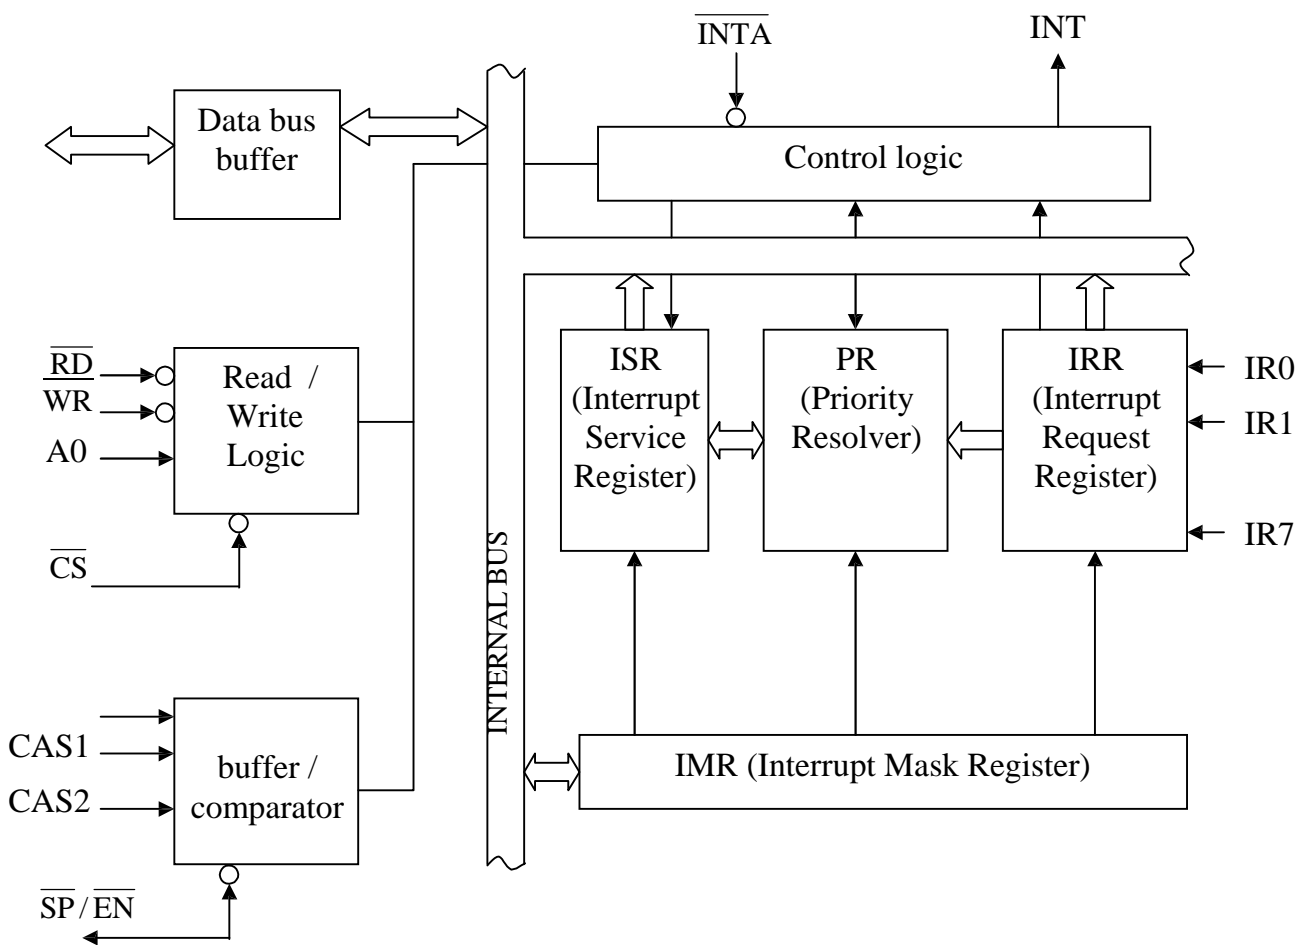 INTA
INT
Data bus
buffer
Control logic
RD
WR
A0
Read /
Write
Logic
CS
INTERNAL BUS
ISR
(Interrupt
Service
Register)
PR
(Priority
Resolver)
IRR
(Interrupt
Request
Register)
IR0
IR1
IR7
CAS1
CAS2
buffer /
comparator
SP/EN
IMR (Interrupt Mask Register)